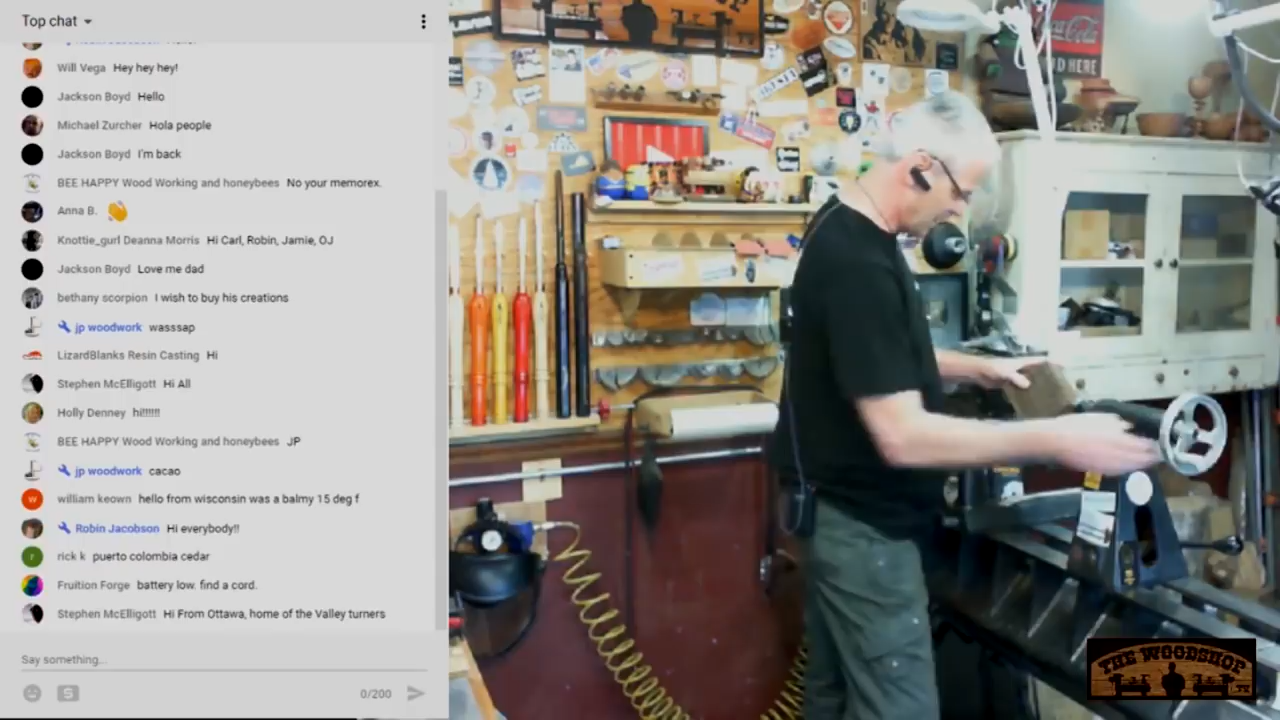 Top chat
Will Vega Hey hey hey!
Jackson Boyd Hello
Michael Zurcher Hola people
Jackson Boyd I'm back
BEE HAPPY Wood Working and honeybees No your memorex.
Anna B.
Knottie_gurl Deanna Morris Hi Carl, Robin, Jamie, OJ
Jackson Boyd Love me dad
bethany scorpion I wish to buy his creations
jp woodwork wasssap
LizardBlanks Resin Casting Hi
Stephen McElligott Hi All
Holly Denney hi!!!!!!!
BEE HAPPY Wood Working and honeybees JP
jp woodwork cacao
W william keown hello from wisconsin was a balmy 15 deg f
Robin Jacobson Hi everybody!!
r rick k puerto colombia cedar
Fruition Forge battery low. find a cord.
Stephen McElligott Hi From Ottawa, home of the Valley turners
Say something...
0/200
Coca-Cola
HERE
THE WOODSHOP